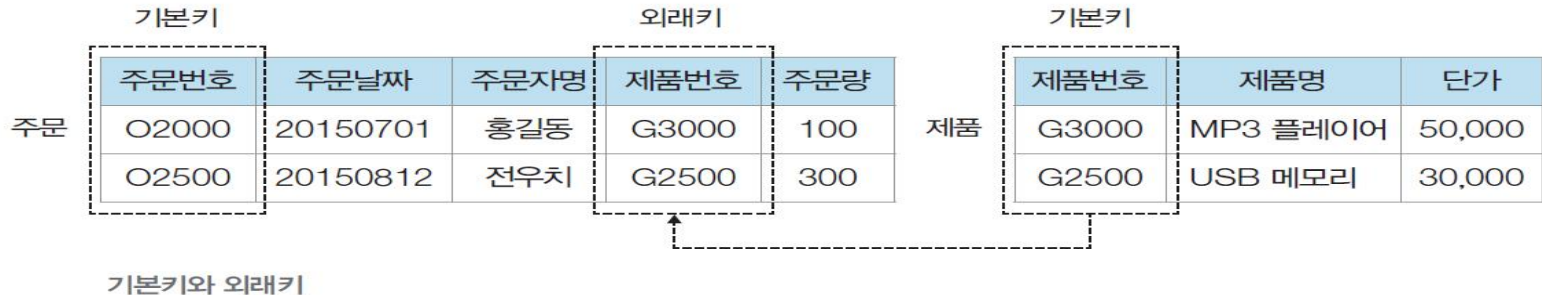 기본키 외래키 기본키
주문번호 주문날짜 주문자명 제품번호 주문량 제품번호 제품명 단가
주문 O2000 20150701 홍길동 G3000 100 제품 G3000 MP3 플레이어 50,000
O2500 20150812 전우치 G2500 300 G2500 USB 메모리 30,000
기본키와 외래키